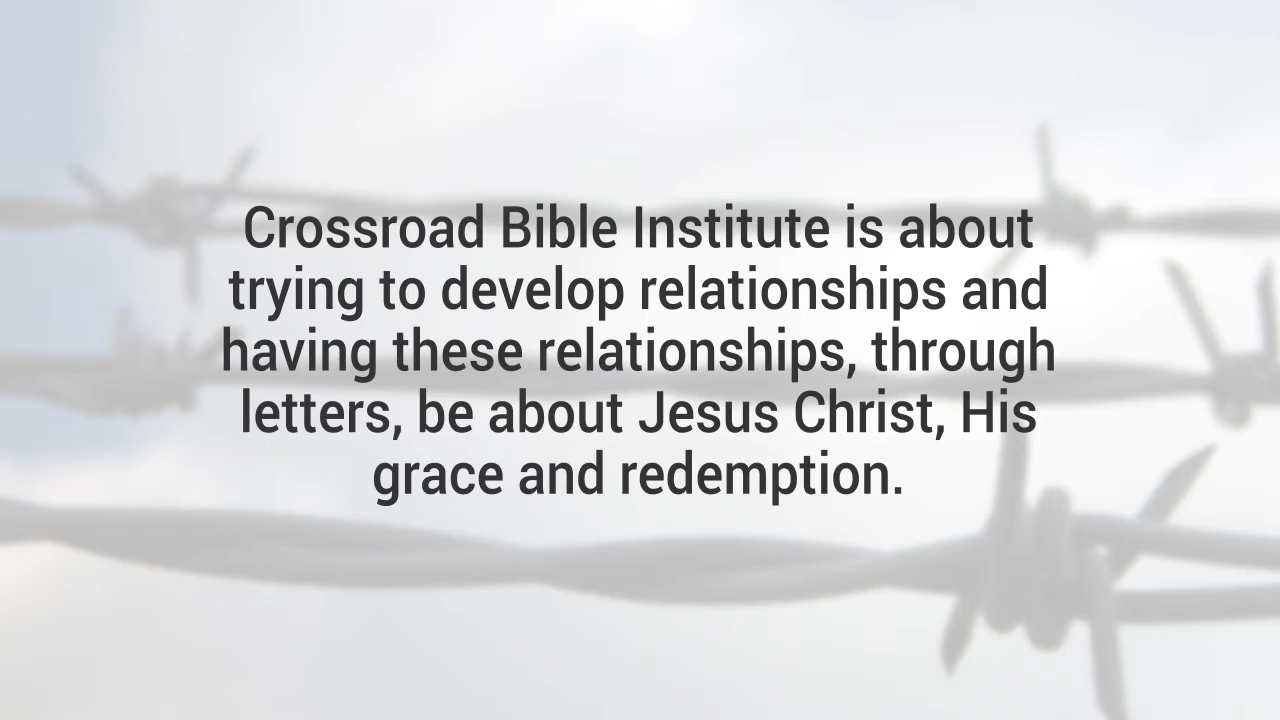 Crossroad Bible Institute is about
trying to develop relationships and
having these relationships, through
letters, be about Jesus Christ, His
grace and redemption.